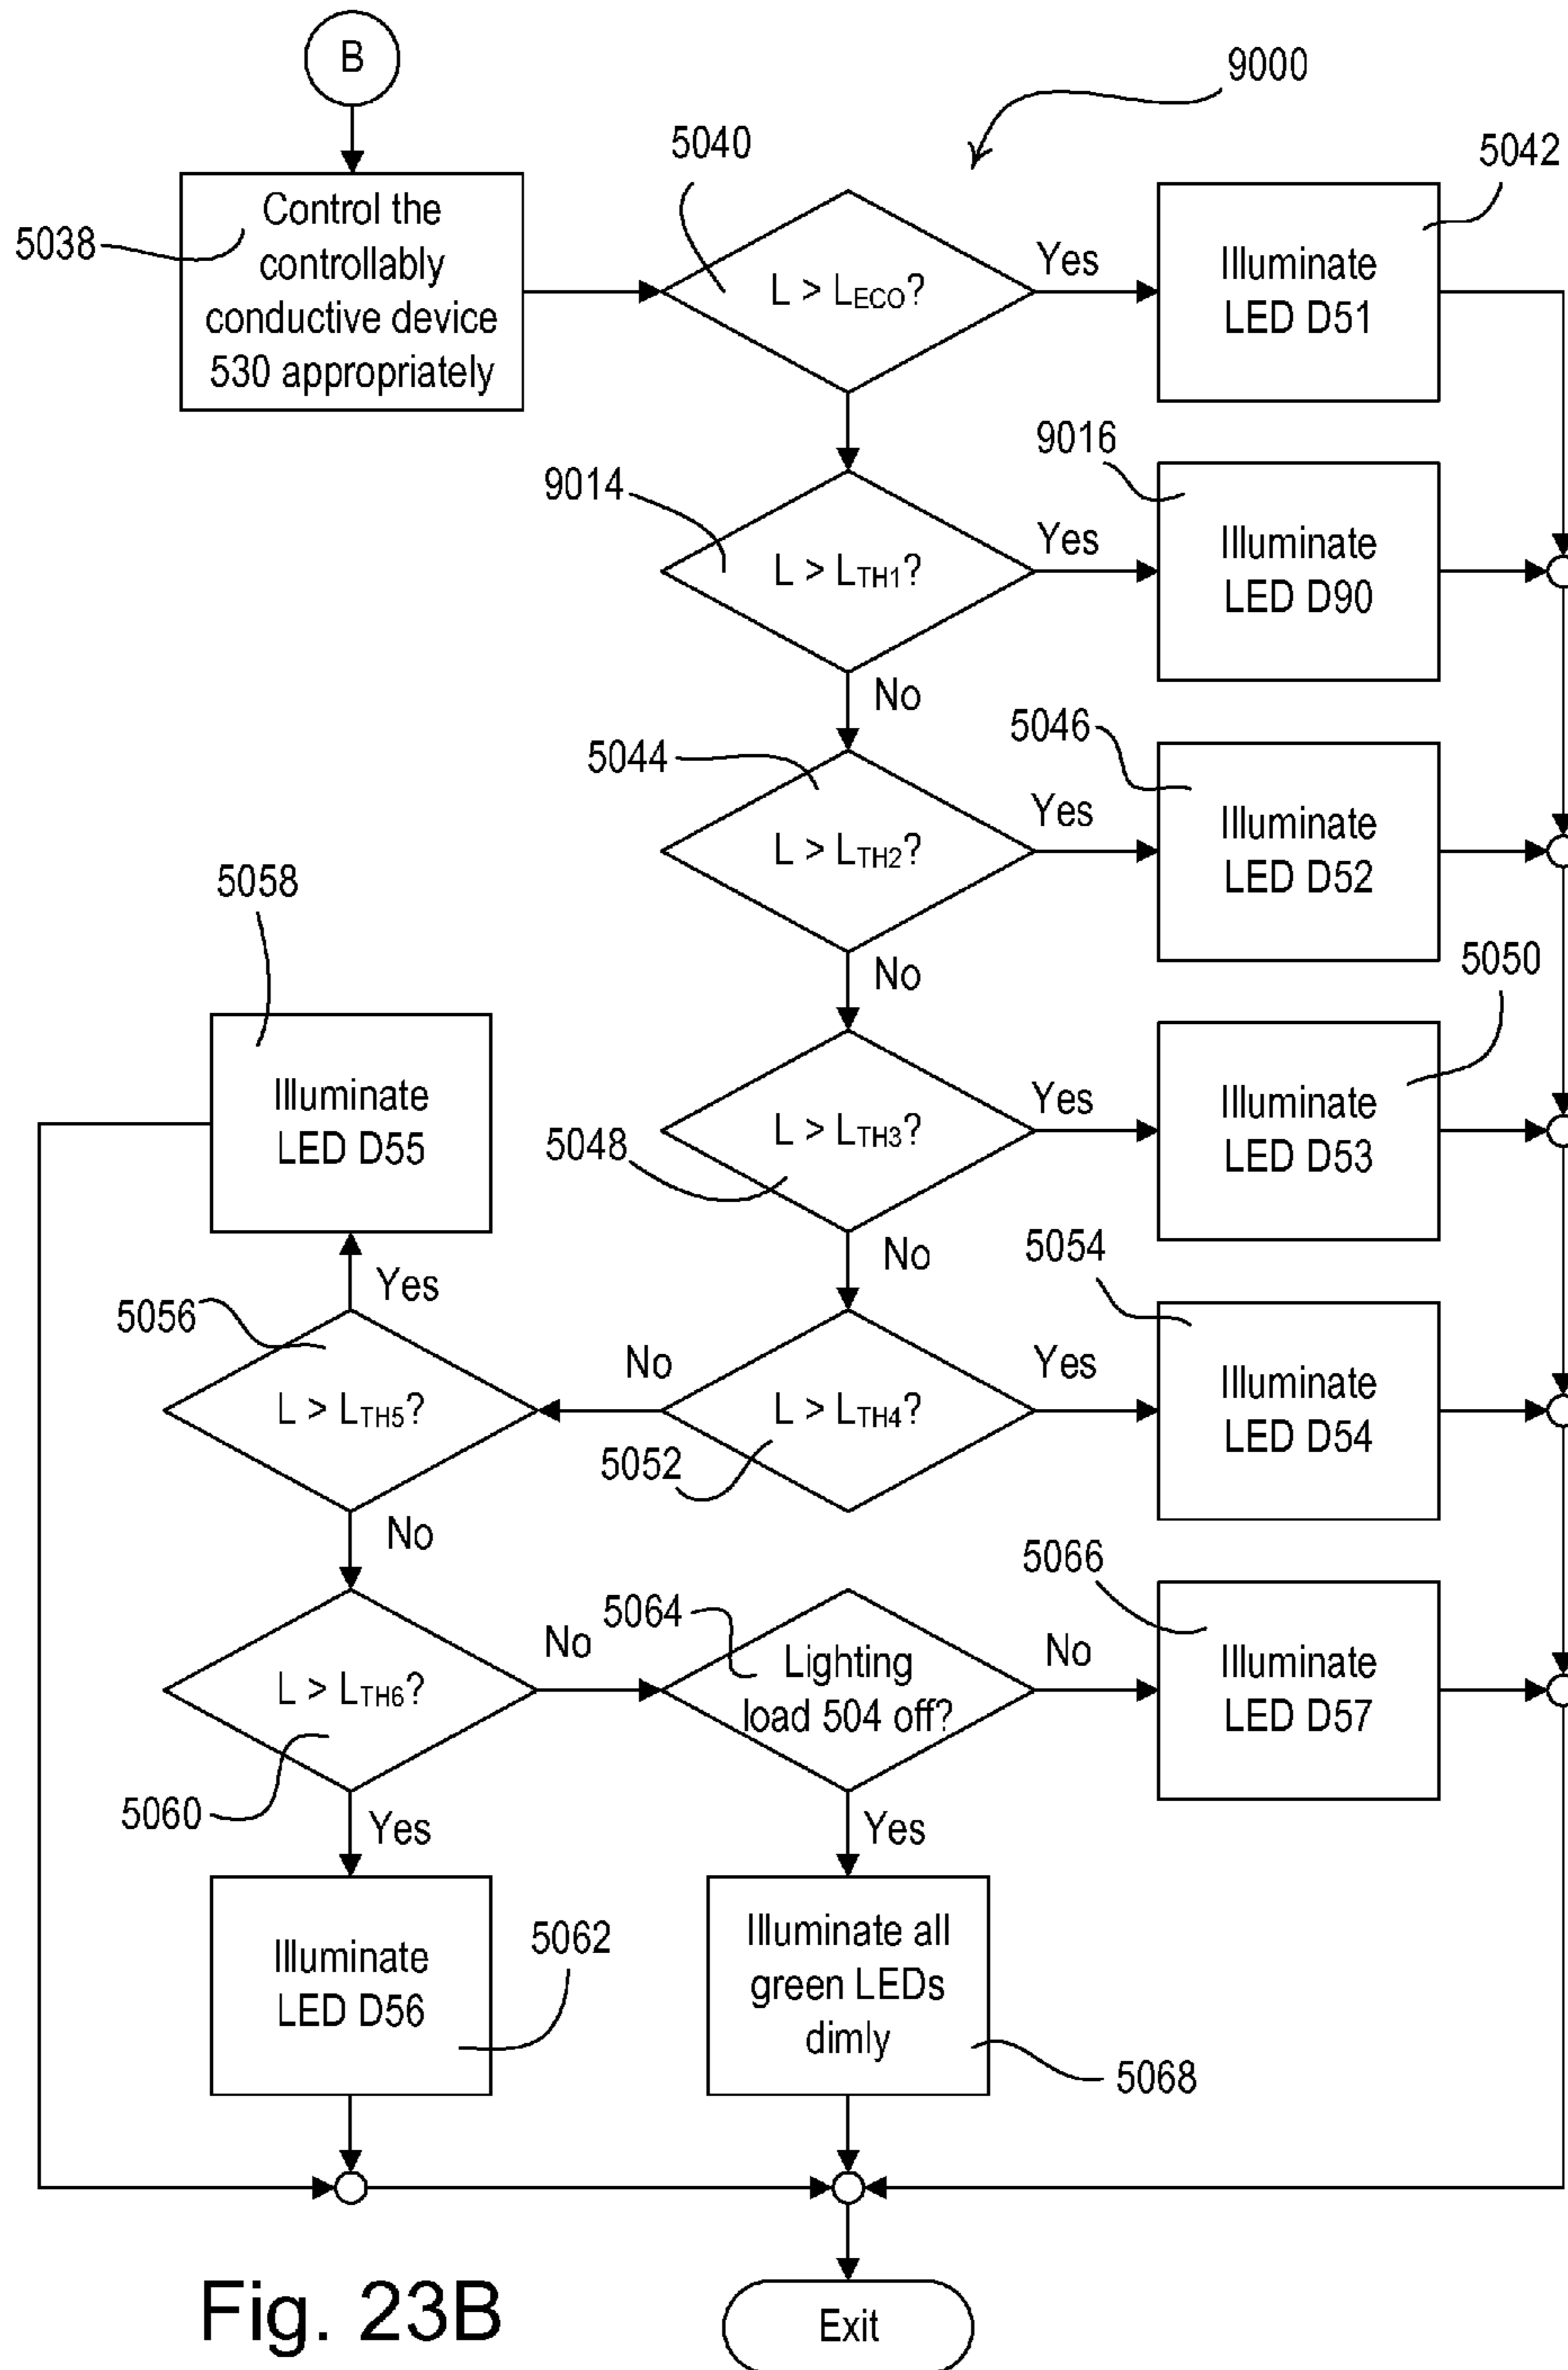 B
9000
5040
5042
5038
Control the
controllably
conductive device
530 appropriately
L > LECO?
Yes
Illuminate
LED D51
9014
9016
L > LTH1?
Yes
Illuminate
LED D90
No
5044
5046
L > LTH2?
Yes
Illuminate
LED D52
No
5058
5050
Illuminate
LED D55
5048
L > LTH3?
Yes
Illuminate
LED D53
No
5054
Yes
5056
L > LTH5?
No
L > LTH4?
Yes
Illuminate
LED D54
5052
No
5066
5064
L > LTH6?
No
Lighting
load 504 off?
No
Illuminate
LED D57
5060
Yes
Yes
Illuminate
LED D56
5062
Illuminate all
green LEDs
dimly
5068
Fig. 23B
Exit